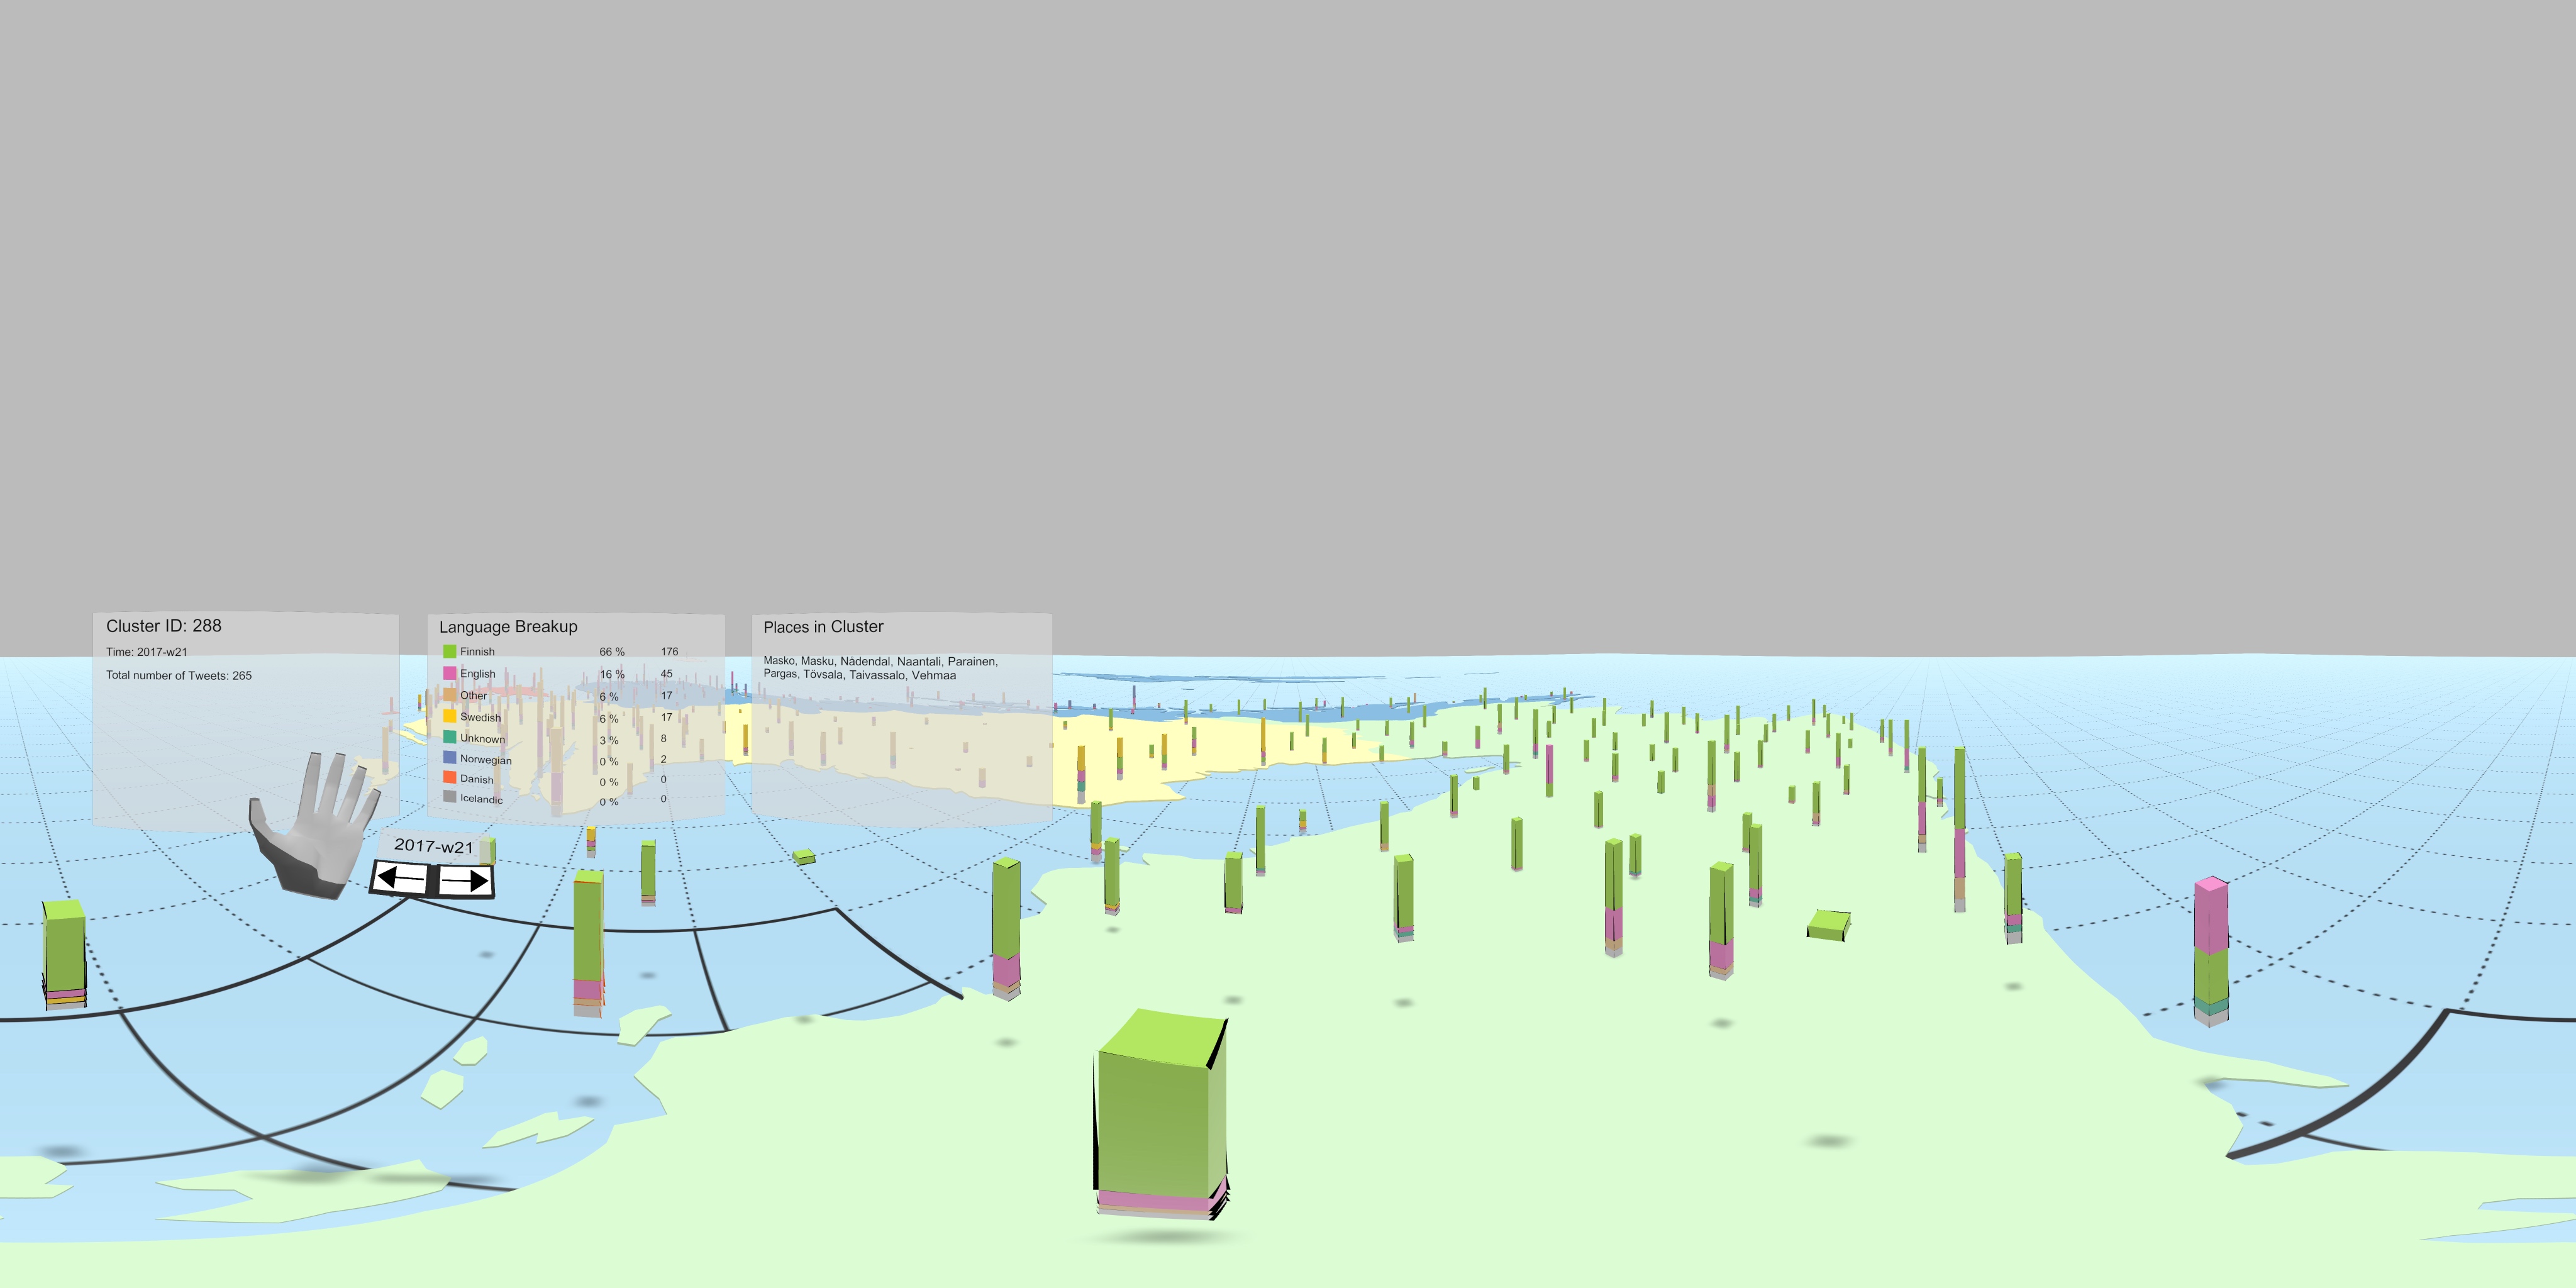 Cluster ID: 288
Time: 2017-w21
Total number of Tweets: 265
Language Breakup
Finnish 66 % 176
English 16 % 45
Other 6 % 17
Swedish 6 % 17
Unknown 3 % 8
Norwegian 0 % 2
Danish 0 % 0
Icelandic 0 % 0
Places in Cluster
Masko, Masku, Nådendal, Naantali, Parainen,
Pargas, Tövsala, Taivassalo, Vehmaa
2017-w21